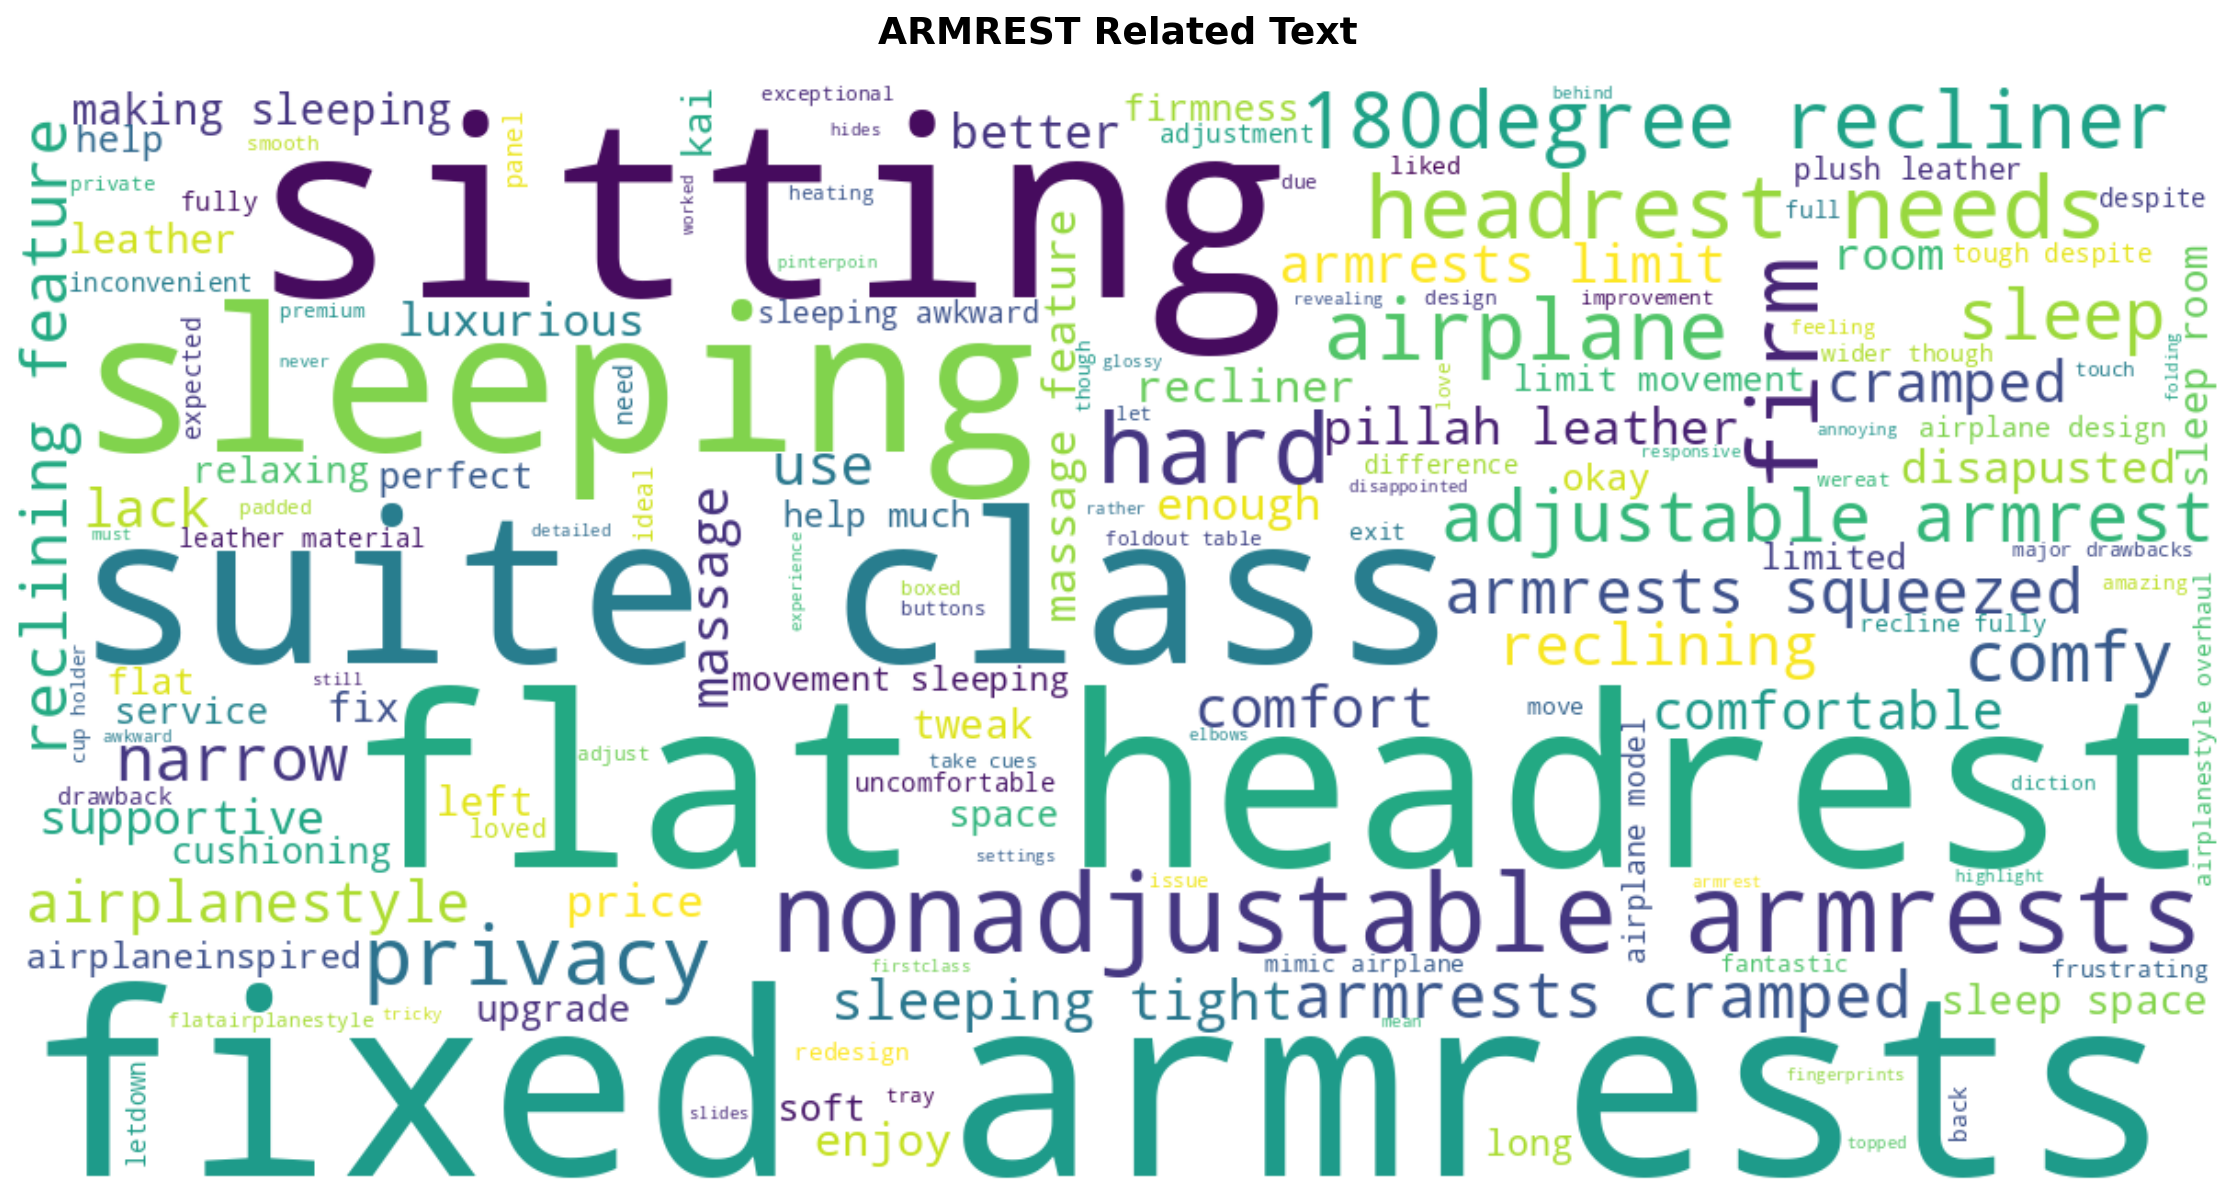 ARMREST Related Text
making sleeping
exceptional
kai
panel
help
smooth
hides
better
firmness
adjustment
180degree recliner
behind
sitting
private
fully
worked
heating
due
liked
plush leather
headrest needs
full
despite
leather
pinterpoin
armrests limit
room
tough despite
inconvenient
reclining feature
premium
luxurious
sleeping awkward
massage feature
revealing
design
improvement
airplane
firm
sleep
sleep room
feeling
wider though
expected
never
sleeping
need
though
glossy
recliner
love
limit movement
cramped
touch
folding
let
hard
pillah leather
annoying
airplane design
responsive
relaxing
perfect
use
difference
disappointed
okay
wereat
disapusted
lack
padded
ideal
massage
help much
rather
enough
adjustable armrest
must
leather material
detailed
foldout table
exit
limited
major drawbacks
suite class
experience
boxed
buttons
armrests squeezed
amazing
recline fully
reclining
comfy
airplanestyle overhaul
flat
still
movement sleeping
cup holder
service
fix
tweak
comfort
move
comfortable
awkward
elbows
narrow
flat headrest
adjust
take cues
uncomfortable
airplane model
diction
drawback
left
loved
space
supportive
cushioning
settings
issue
armrest
highlight
airplanestyle
price
nonadjustable armrests
airplaneinspired
privacy
firstclass
mimic airplane
fantastic
frustrating
upgrade
sleeping tight
armrests cramped
sleep space
flatairplanestyle
tricky
mean
fixed armrests
redesign
letdown
slides
soft
tray
fingerprints
back
enjoy
long
topped